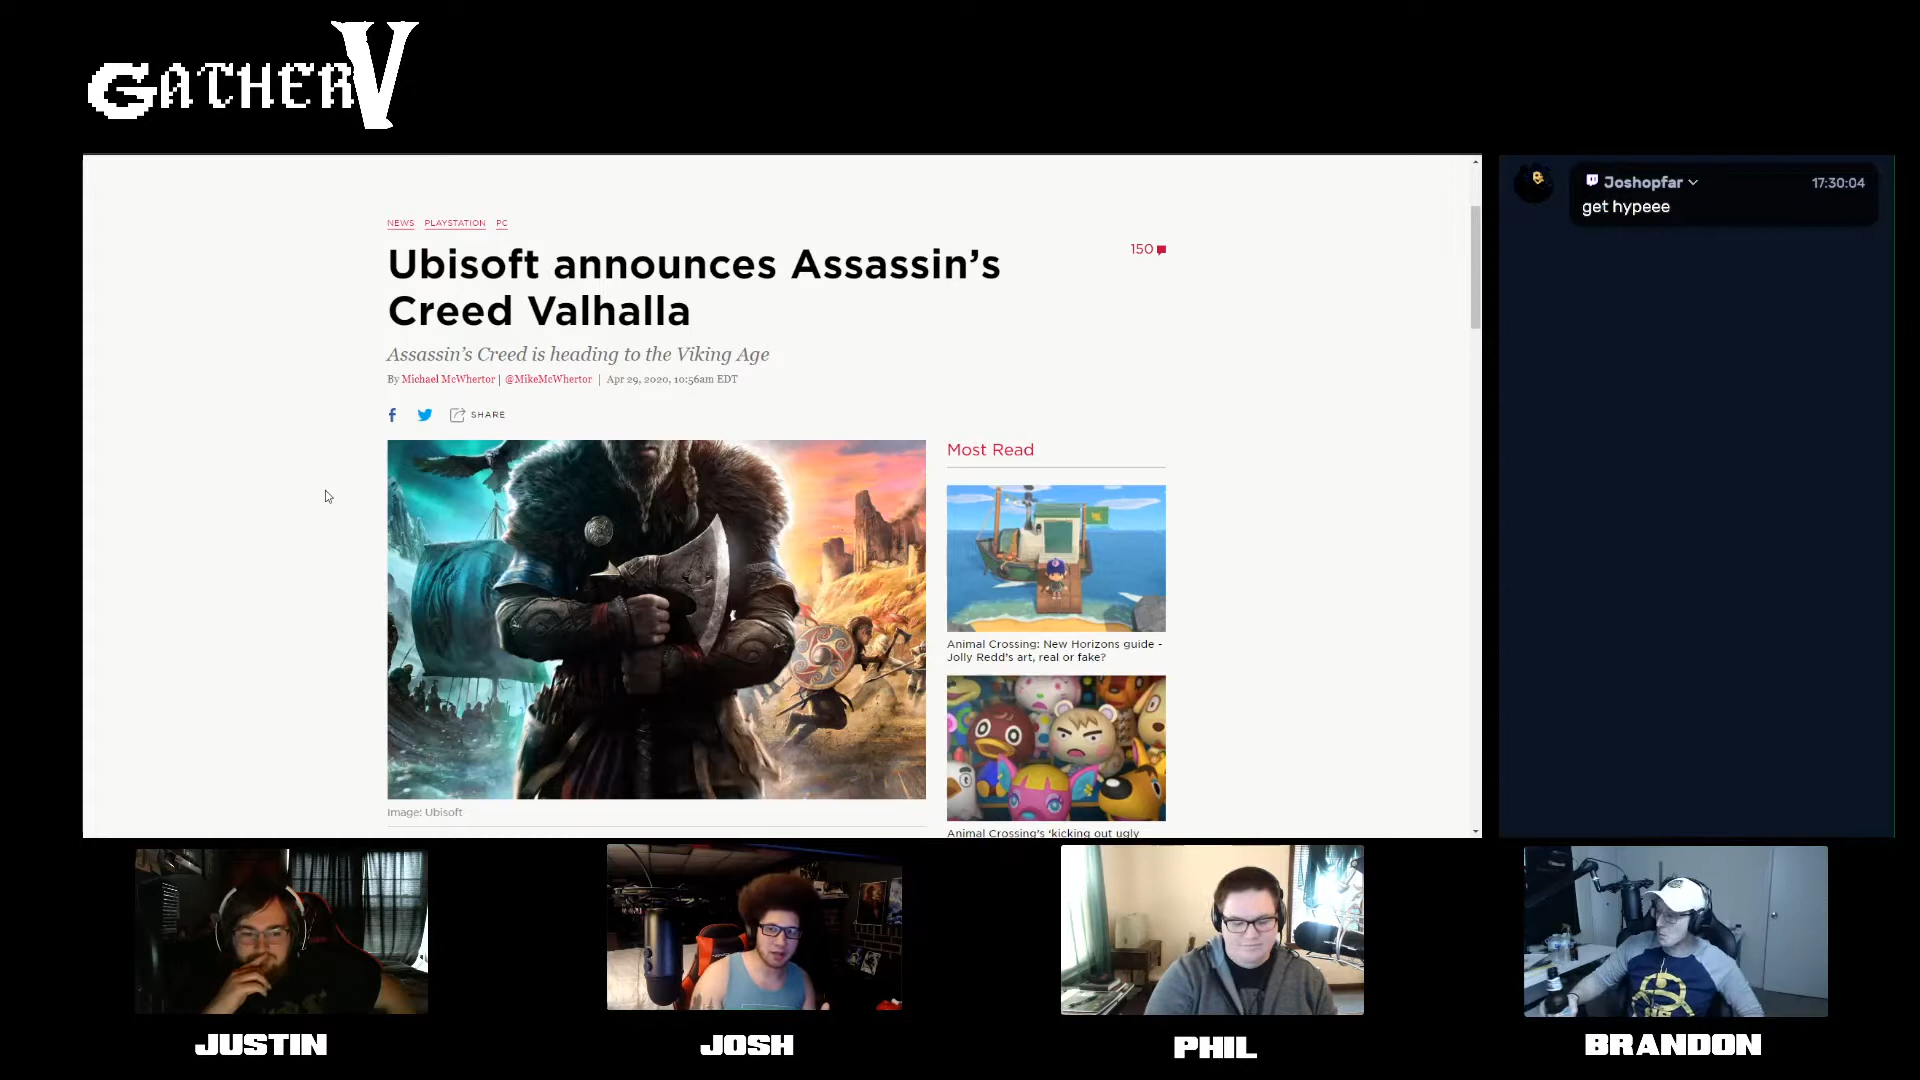 GATHER V
NEWS PLAYSTATION PC
Ubisoft announces Assassin’s
Creed Valhalla
150
Assassin’s Creed is heading to the Viking Age
By Michael McWhertor | @MikeMcWhertor | Apr 29, 2020, 10:56am EDT
SHARE
Image: Ubisoft
Most Read
Animal Crossing: New Horizons guide -
Jolly Redd’s art, real or fake?
Animal Crossing’s ‘kicking out ugly
Joshopfar 17:30:04
get hypeee
JUSTIN
JOSH
PHIL
BRANDON